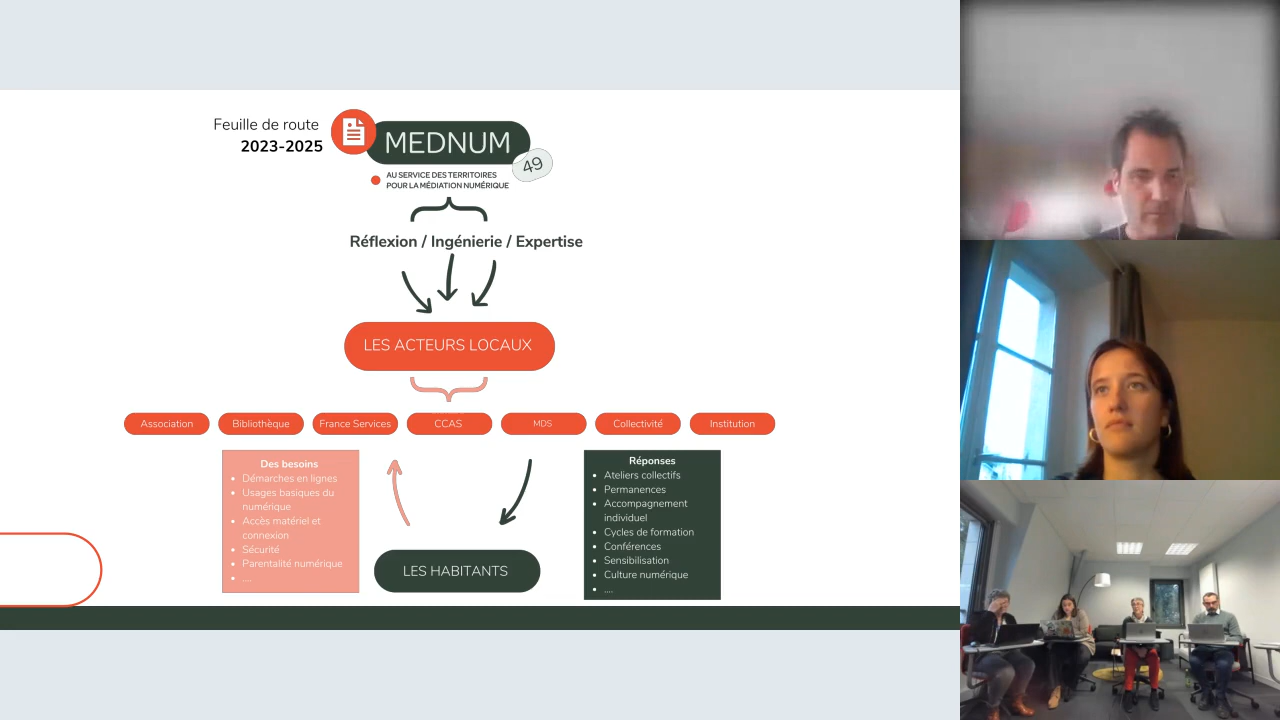 Feuille de route
2023-2025
MEDNUM
49
AU SERVICE DES TERRITOIRES
POUR LA MÉDIATION NUMÉRIQUE
Réflexion / Ingénierie / Expertise
LES ACTEURS LOCAUX
Association
Bibliothèque
France Services
CCAS
MDS
Collectivité
Institution
Des besoins
Démarches en lignes
Usages basiques du
numérique
Accès matériel et
connexion
Sécurité
Parentalité numérique
....
LES HABITANTS
Réponses
Ateliers collectifs
Permanences
Accompagnement
individuel
Cycles de formation
Conférences
Sensibilisation
Culture numérique
....